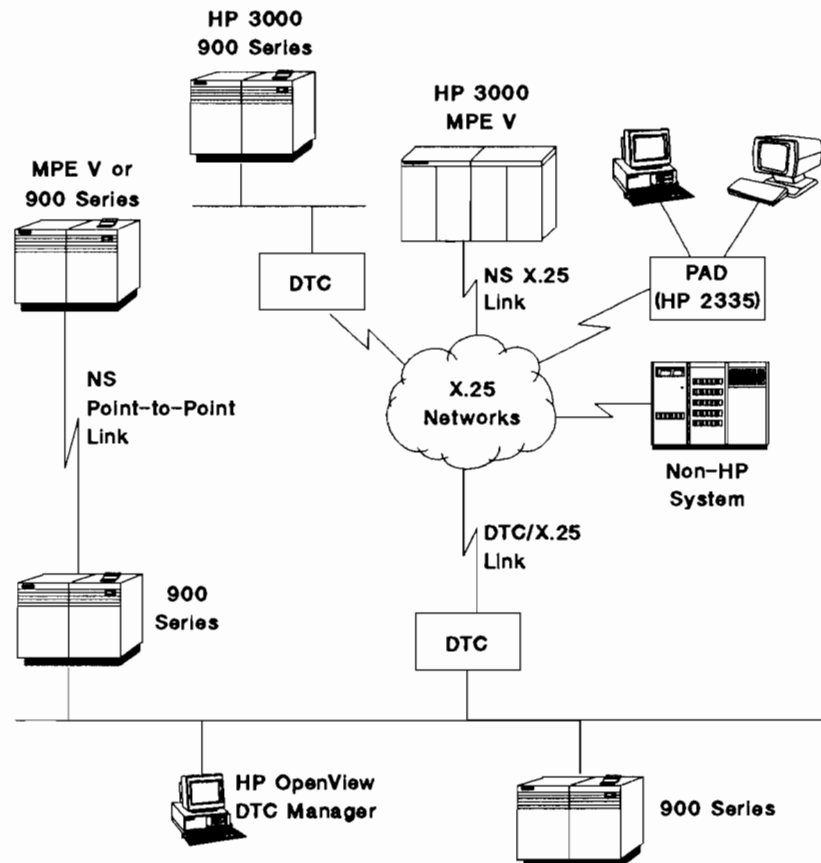 HP 3000
900 Series
HP 3000
MPE V
MPE V or
900 Series
DTC
NS X.25
Link
PAD
(HP 2335)
NS
Point-to-Point
Link
X.25
Networks
Non-HP
System
DTC/X.25
Link
900
Series
DTC
HP OpenView
DTC Manager
900 Series